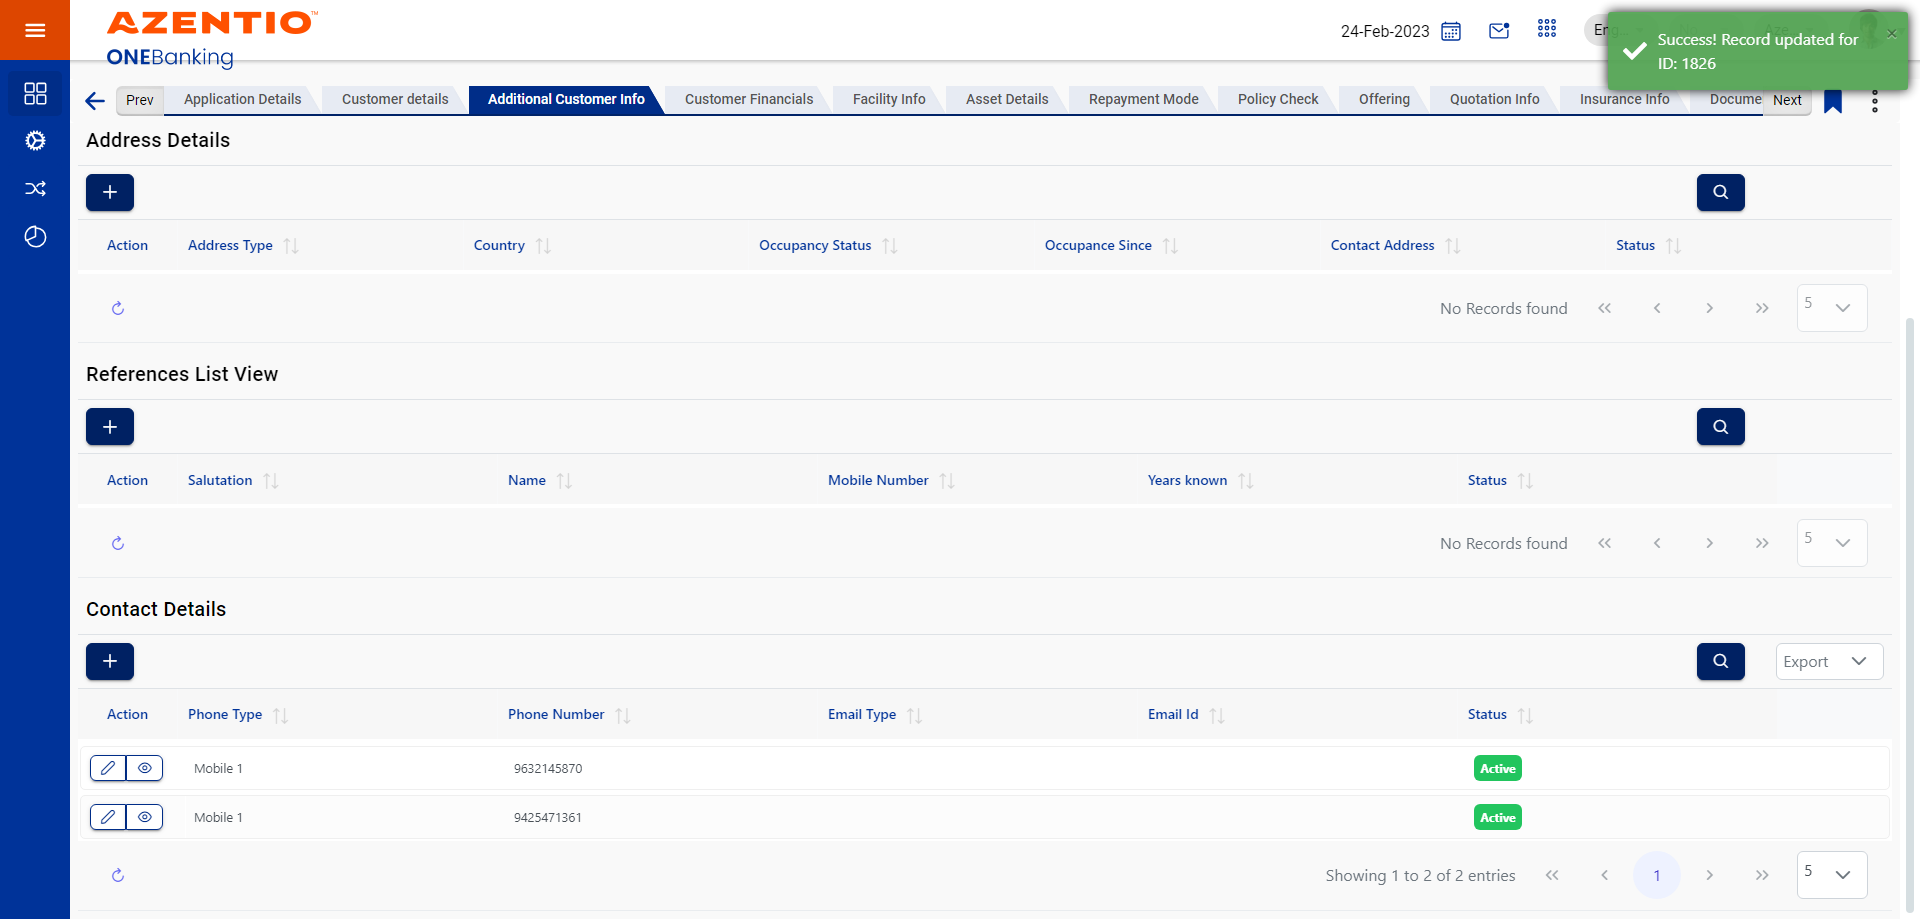 AZENTIO™
ONEBanking
24-Feb-2023
Success! Record updated for
ID: 1826
Prev
Application Details
Customer details
Additional Customer Info
Customer Financials
Facility Info
Asset Details
Repayment Mode
Policy Check
Offering
Quotation Info
Insurance Info
Docume
Next
Address Details
Action
Address Type
Country
Occupancy Status
Occupance Since
Contact Address
Status
No Records found
5
References List View
Action
Salutation
Name
Mobile Number
Years known
Status
No Records found
5
Contact Details
Export
Action
Phone Type
Phone Number
Email Type
Email Id
Status
Mobile 1
9632145870
Active
Mobile 1
9425471361
Active
Showing 1 to 2 of 2 entries
1
5